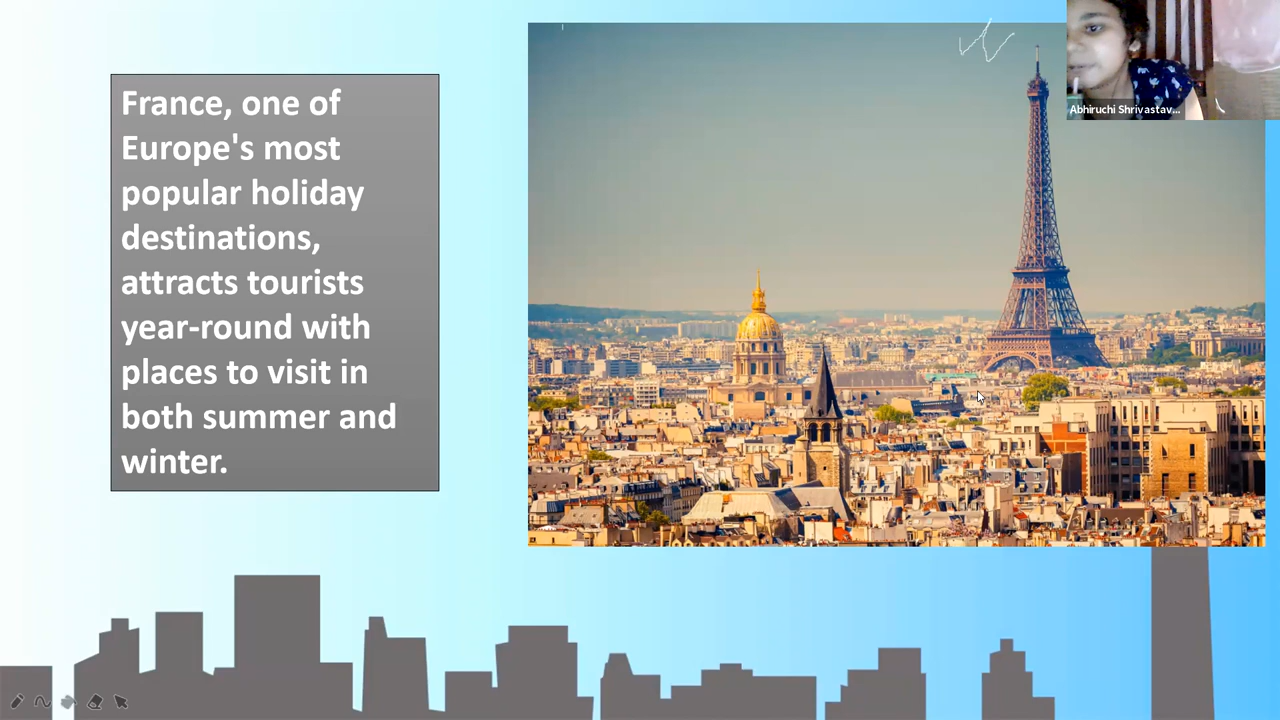 France, one of
Europe's most
popular holiday
destinations,
attracts tourists
year-round with
places to visit in
both summer and
winter.
Abhiruchi Shrivastav...